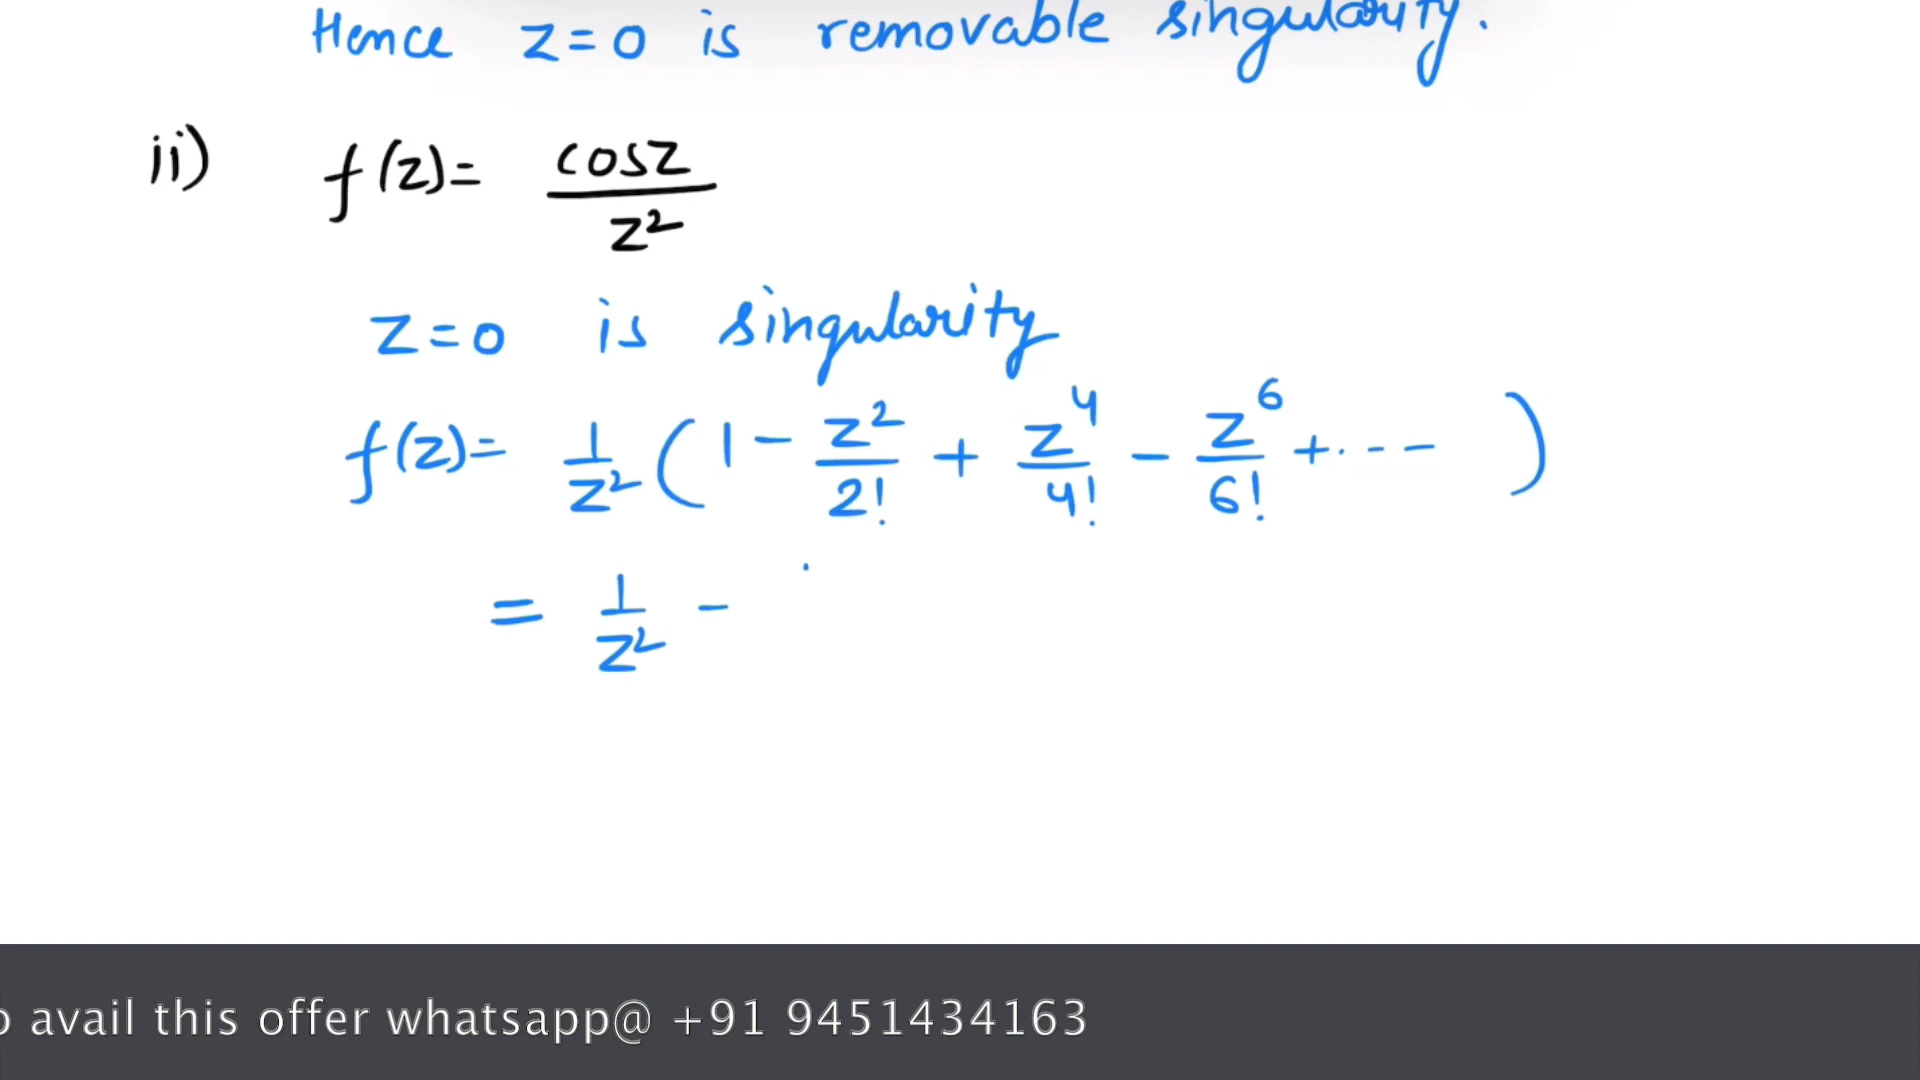 Hence z=0 is removable singularity.
ii) f(z)= cosz/z²
z=0 is singularity
f(z)= 1/z² (1 - z²/2! + z⁴/4! - z⁶/6! +---- )
= 1/z² -
avail this offer whatsapp@ +91 9451434163